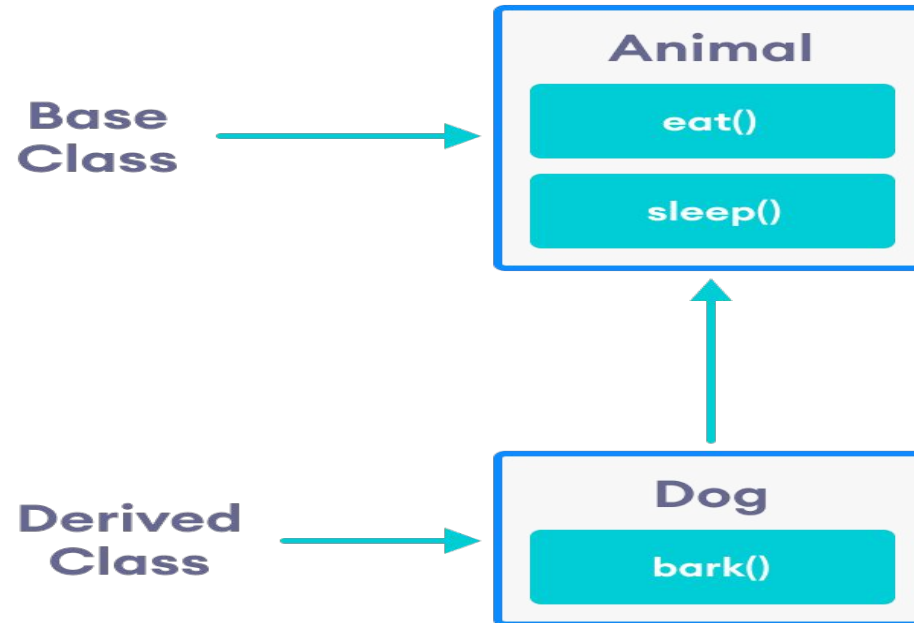 Animal
Base
Class
eat()
sleep()
Dog
Derived
Class
bark()